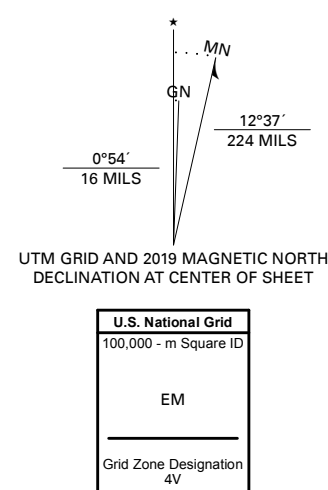 ★
MN
GN
12°37´
224 MILS
0°54´
16 MILS
UTM GRID AND 2019 MAGNETIC NORTH
DECLINATION AT CENTER OF SHEET
U.S. National Grid
100,000 - m Square ID
EM
Grid Zone Designation
4V